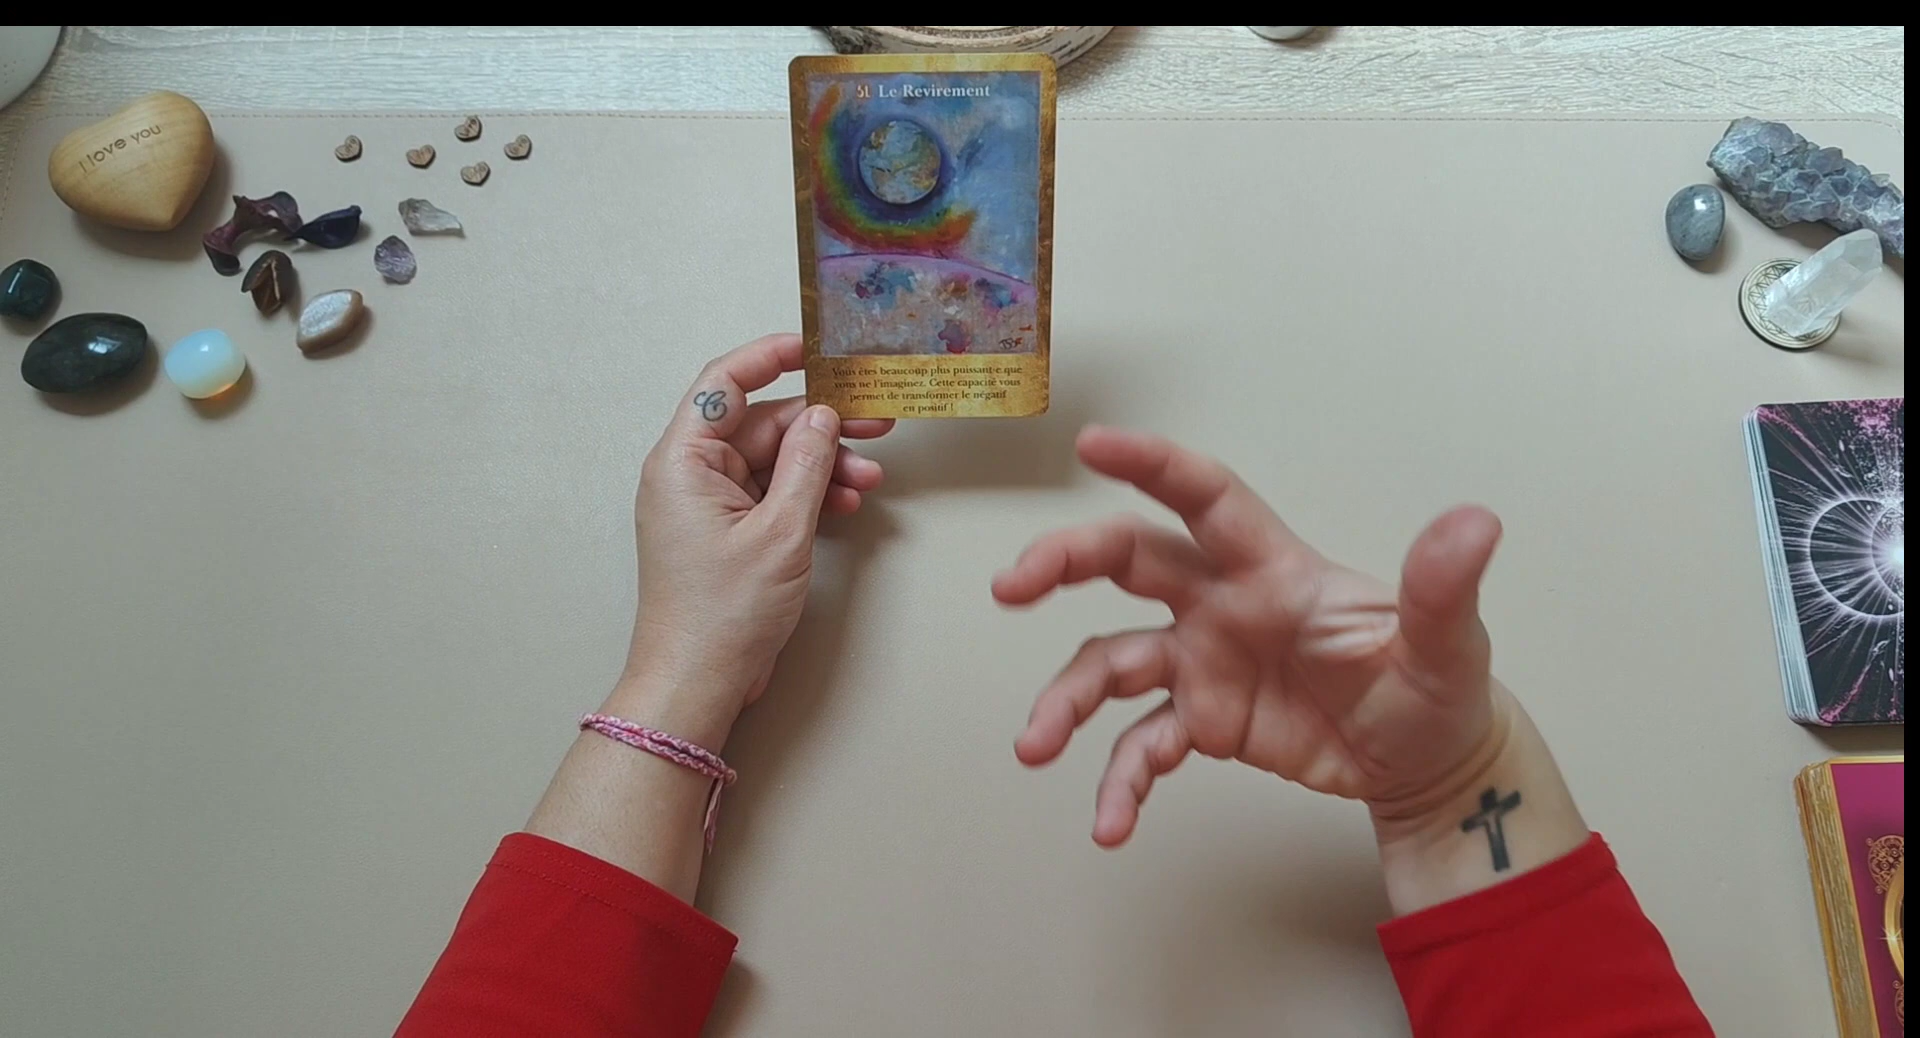 51 Le Revirement
I love you
Vous êtes beaucoup plus puissant·e que
vous ne l'imaginez. Cette capacité vous
permet de transformer le négatif
en positif !